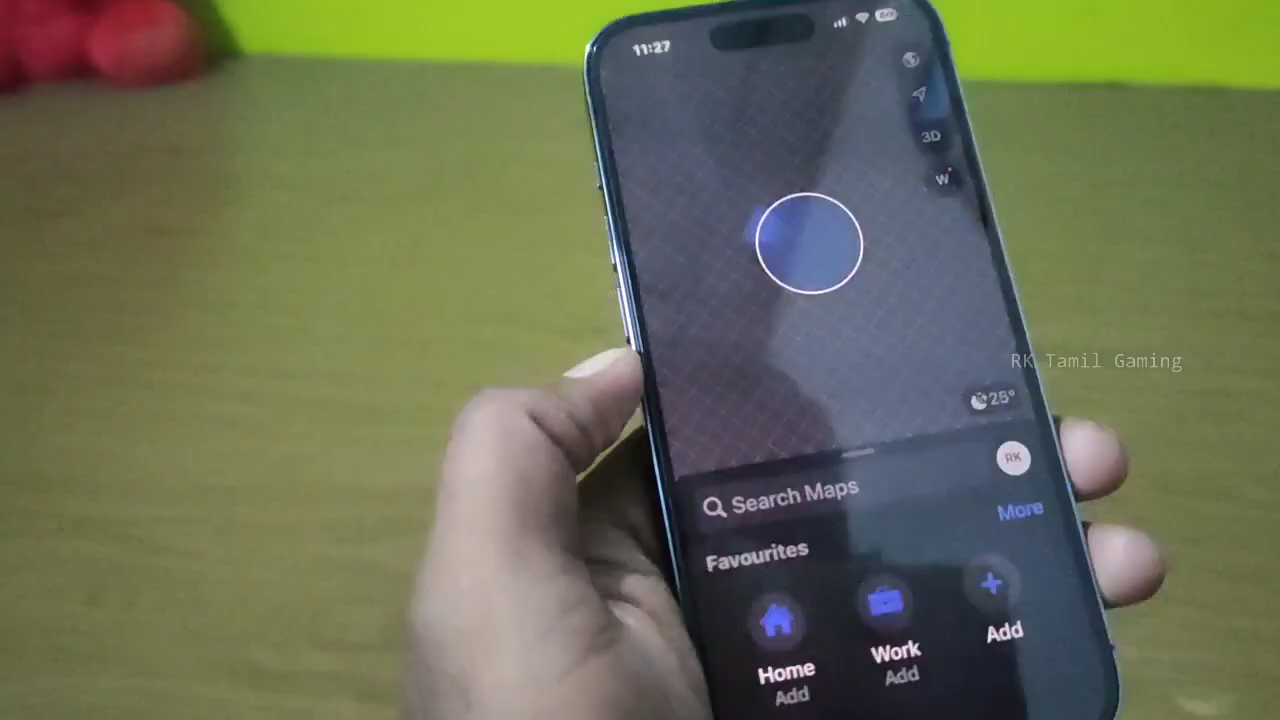 11:27
3D
W
RK Tamil Gaming
25°
RK
Search Maps
More
Favourites
Home
Add
Work
Add
Add